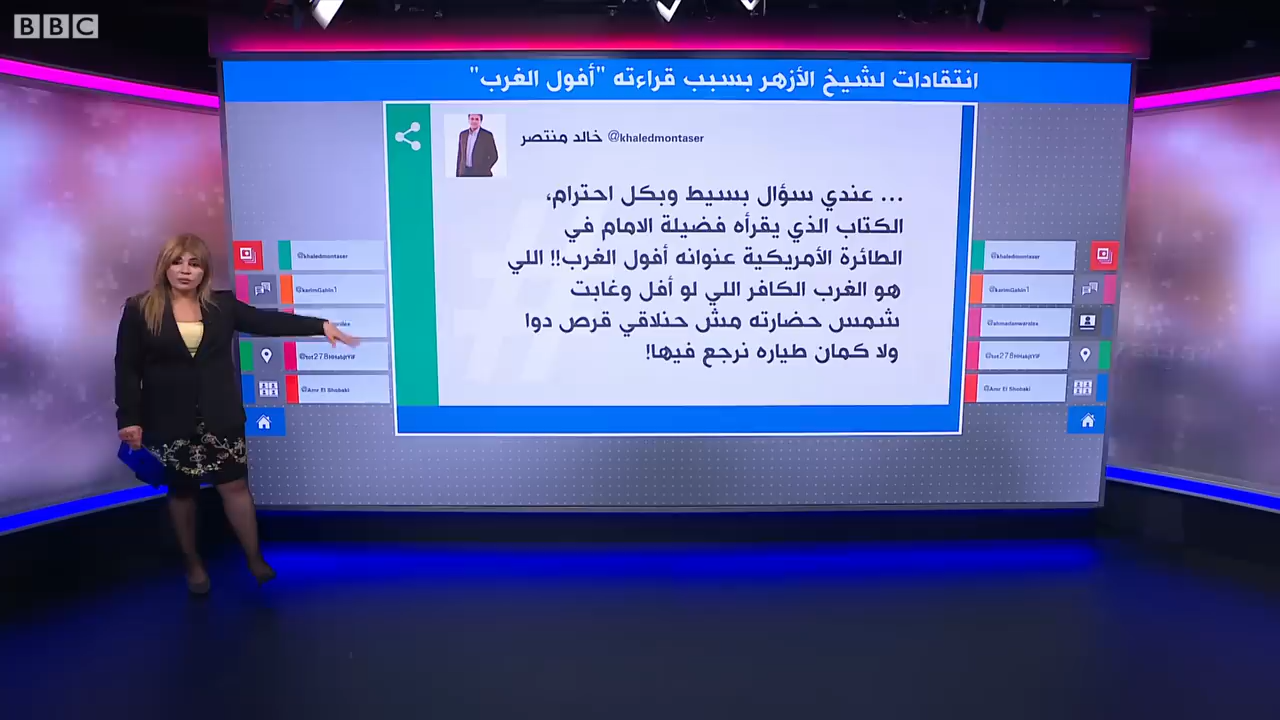 BBC
انتقادات لشيخ الأزهر بسبب قراءته "أفول الغرب"
خالد منتصر @khaledmontaser
... عندي سؤال بسيط وبكل احترام،
الكتاب الذي يقرأه فضيلة الامام في
الطائرة الأمريكية عنوانه أفول الغرب!! اللي
هو الغرب الكافر اللي لو أفل وغابت
شمس حضارته مش حنلاقي قرص دوا
ولا كمان طياره نرجع فيها!
@khaledmontaser
@karimGahin1
@Amr El Shobaki
@khaledmontaser
@karimGahin1
@Amr El Shobaki